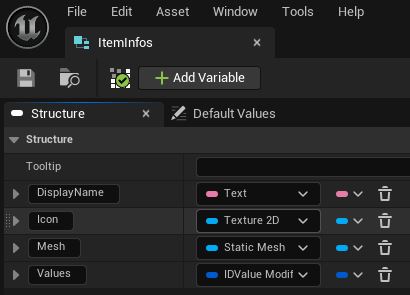 File Edit Asset Window Tools Help
ItemInfos
Add Variable
Structure Default Values
Structure
Tooltip
DisplayName Text
Icon Texture 2D
Mesh Static Mesh
Values IDValue Modif